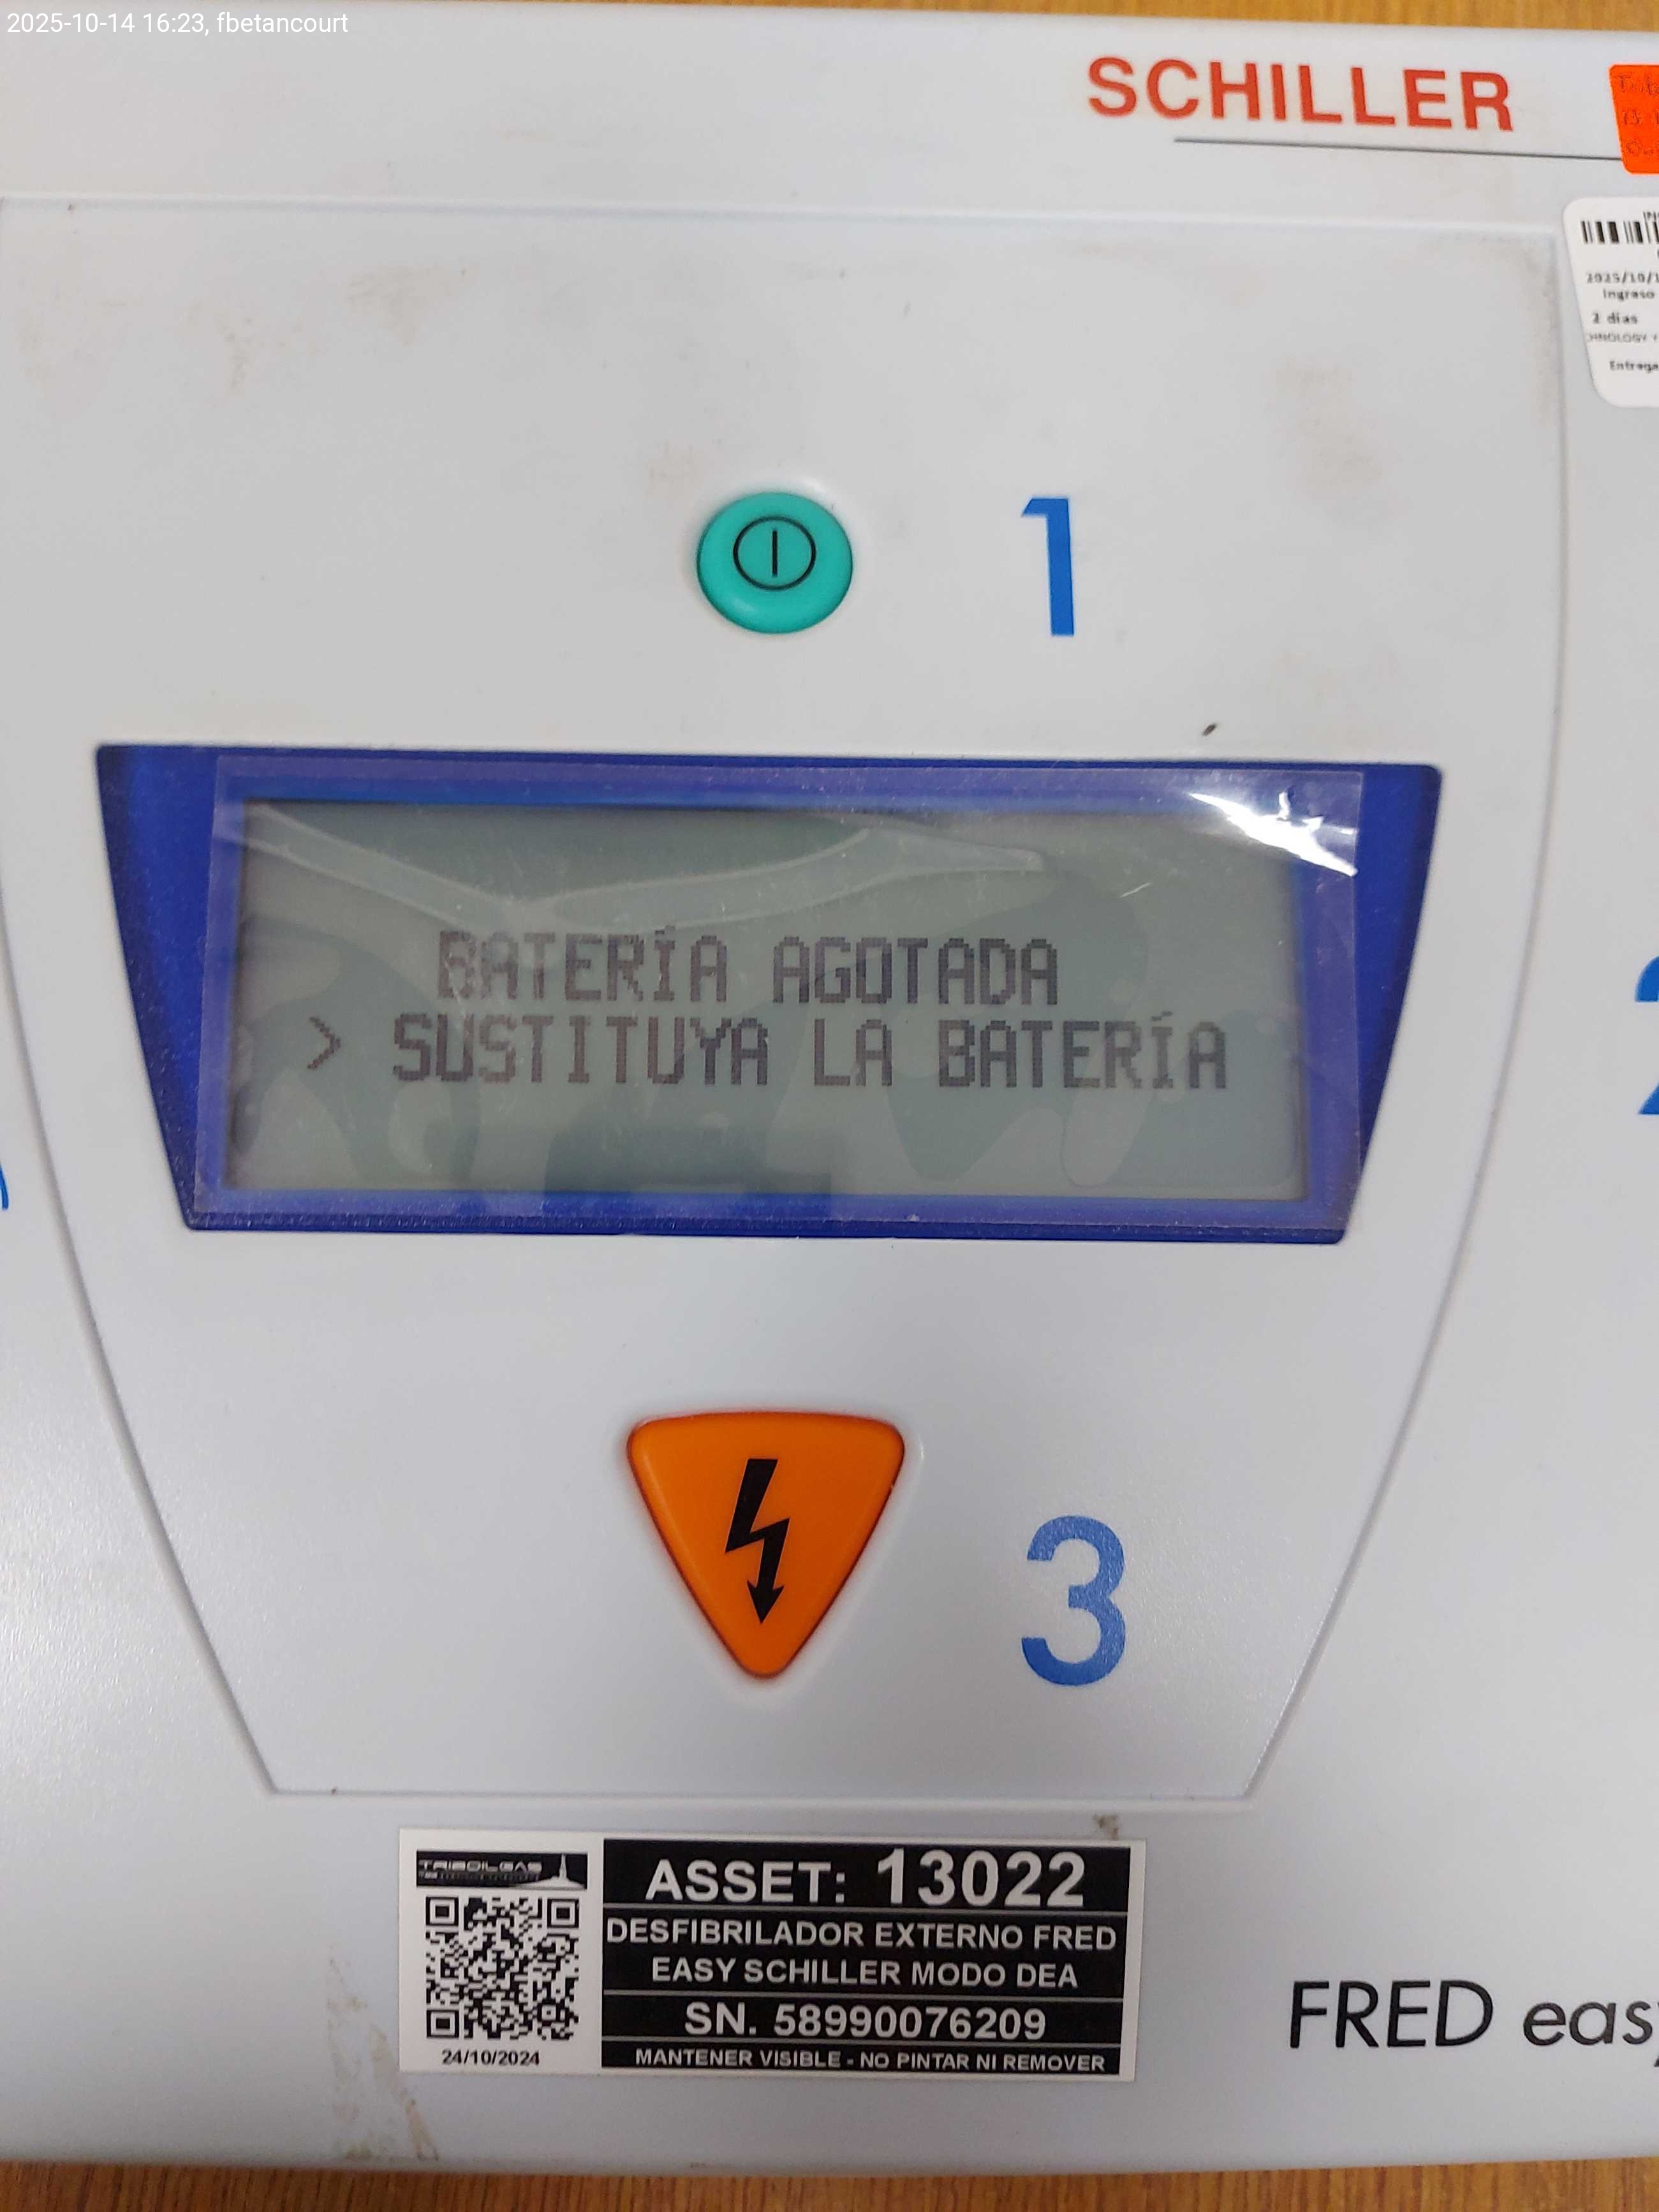 2025-10-14 16:23, fbetancourt
SCHILLER
Ingreso
2 días
Entrega
1
BATERÍA AGOTADA
> SUSTITUYA LA BATERÍA
3
TRIBOILGAS
ASSET: 13022
DESFIBRILADOR EXTERNO FRED
EASY SCHILLER MODO DEA
SN. 58990076209
24/10/2024
MANTENER VISIBLE - NO PINTAR NI REMOVER
FRED eas